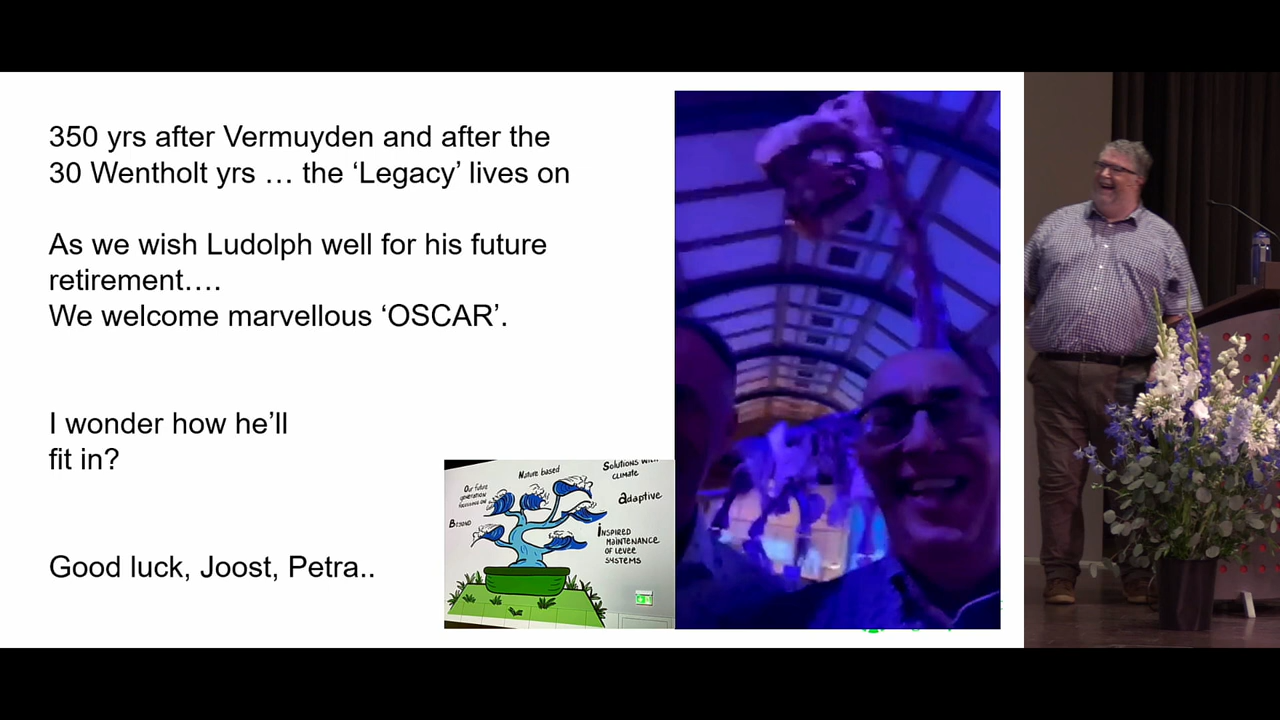 350 yrs after Vermuyden and after the
30 Wentholt yrs … the ‘Legacy’ lives on
As we wish Ludolph well for his future
retirement….
We welcome marvellous ‘OSCAR’.
I wonder how he’ll
fit in?
Good luck, Joost, Petra..
Nature based
Solutions with
climate
adaptive
Our future
generation
Beyond
Inspired
maintenance
of levee
systems